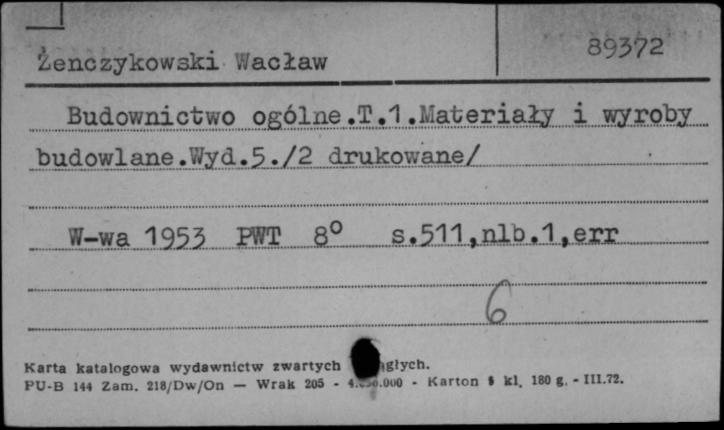 Żenczykowski Wacław
89372
Budownictwo ogólne.T.1.Materiały i wyroby
budowlane.Wyd.5./2 drukowane/
W-wa 1953 PWT 8° s.511,nlb.1,err
6
Karta katalogowa wydawnictw zwartych
PU-B 144 Zam. 218/Dw/On — Wrak 205 - Karton kl. 180 g. - III.72.